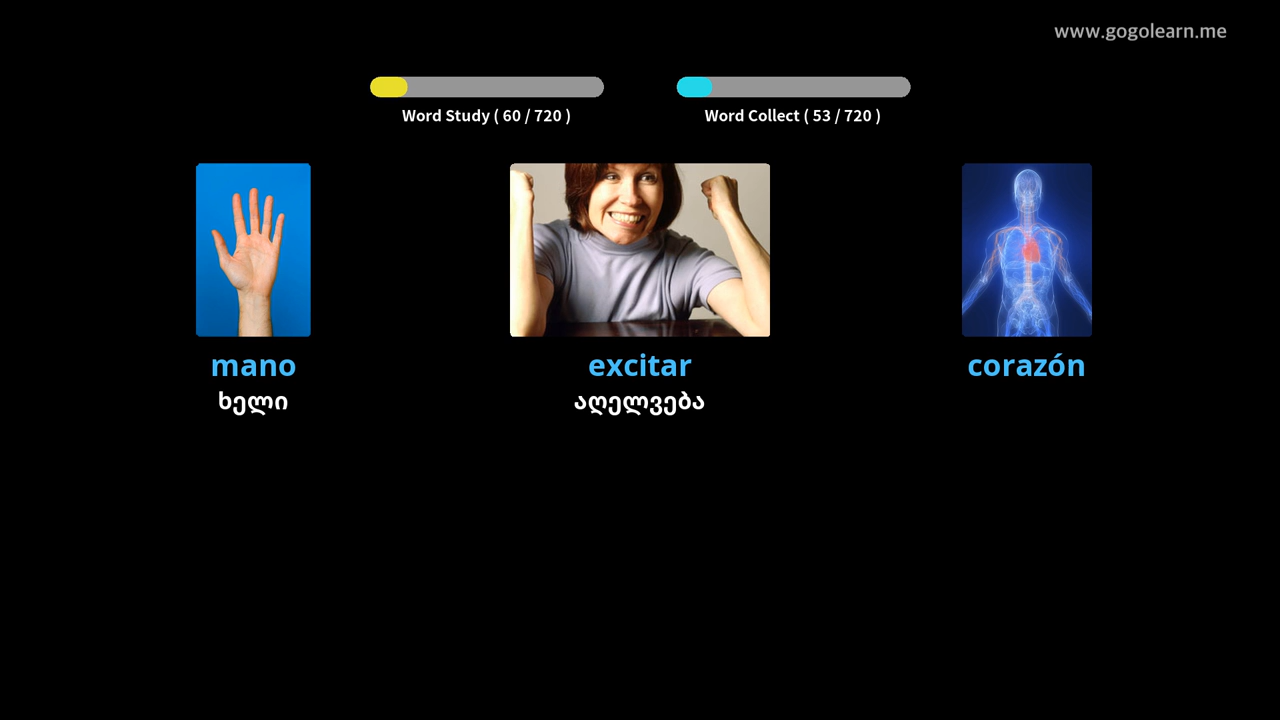 www.gogolearn.me
Word Study ( 60 / 720 )
Word Collect ( 53 / 720 )
mano
ხელი
excitar
აღელვება
corazón